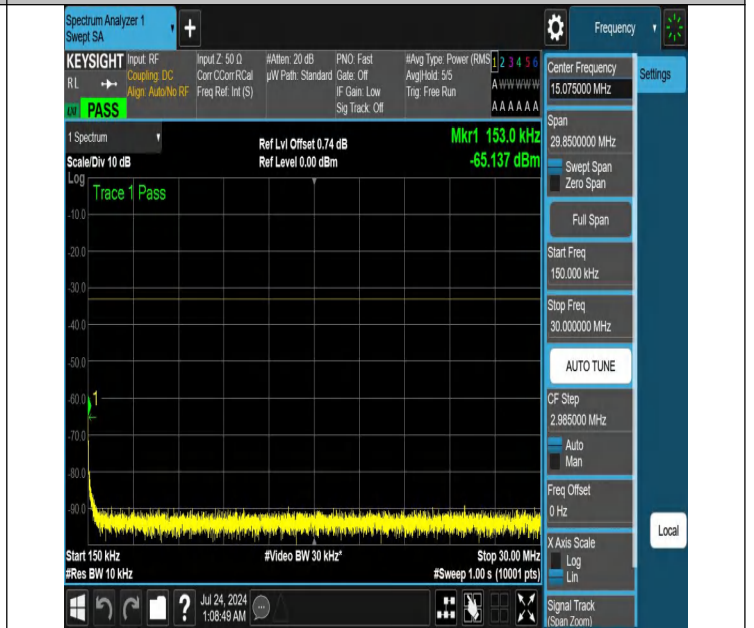 Spectrum Analyzer 1
Swept SA
+
Frequency
KEYSIGHT
RL
PASS
Input: RF
Coupling: DC
Align: Auto/No RF
Input Z: 50 Ω
Corr CCorr RCal
Freq Ref: Int (S)
#Atten: 20 dB
µW Path: Standard
PNO: Fast
Gate: Off
IF Gain: Low
Sig Track: Off
#Avg Type: Power (RMS
Avg|Hold: 5/5
Trig: Free Run
1 2 3 4 5 6
A W W W W W
A A A A A A
1 Spectrum
Scale/Div 10 dB
Ref Lvl Offset 0.74 dB
Ref Level 0.00 dBm
Mkr1 153.0 kHz
-65.137 dBm
Log
Trace 1 Pass
-10.0
-20.0
-30.0
-40.0
-50.0
-60.0
1
-70.0
-80.0
-90.0
Start 150 kHz
#Res BW 10 kHz
#Video BW 30 kHz*
Stop 30.00 MHz
#Sweep 1.00 s (10001 pts)
?
Jul 24, 2024
1:08:49 AM
Center Frequency
15.075000 MHz
Settings
Span
29.8500000 MHz
Swept Span
Zero Span
Full Span
Start Freq
150.000 kHz
Stop Freq
30.000000 MHz
AUTO TUNE
CF Step
2.985000 MHz
Auto
Man
Freq Offset
0 Hz
X Axis Scale
Log
Lin
Local
Signal Track
(Span Zoom)